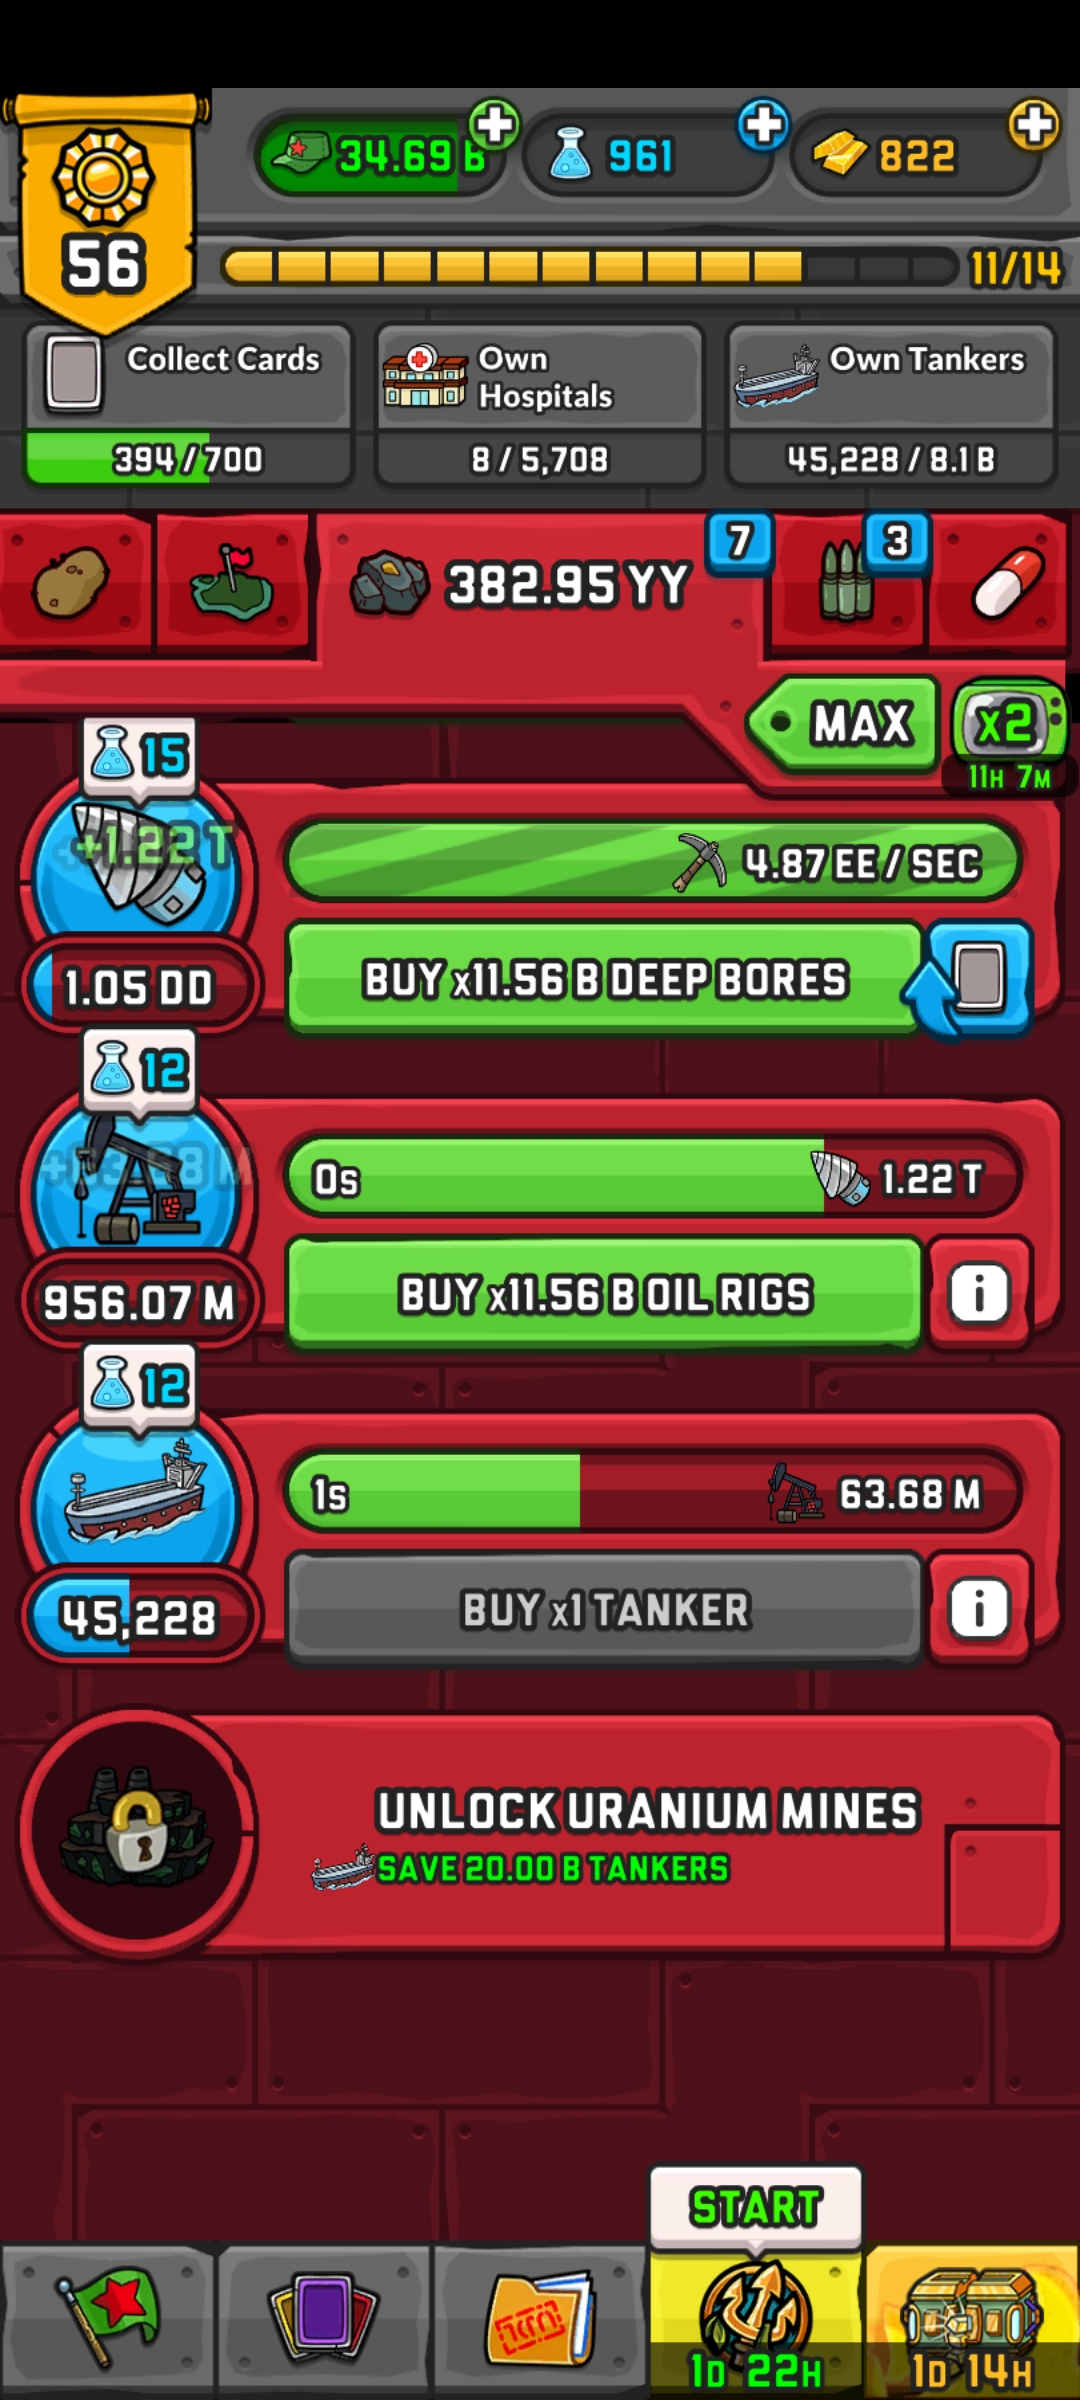 34.69 B
961
822
56
11/14
Collect Cards
394/700
Own
Hospitals
8/5,708
Own Tankers
45,228/8.1 B
382.95 YY
7
3
MAX
x2
11H 7M
15
+1.22 T
4.87 EE/SEC
1.05 DD
BUY x11.56 B DEEP BORES
12
+63.68 M
0s
1.22 T
956.07 M
BUY x11.56 B OIL RIGS
i
12
1s
63.68 M
45,228
BUY x1 TANKER
i
UNLOCK URANIUM MINES
SAVE 20.00 B TANKERS
START
1D 22H
1D 14H